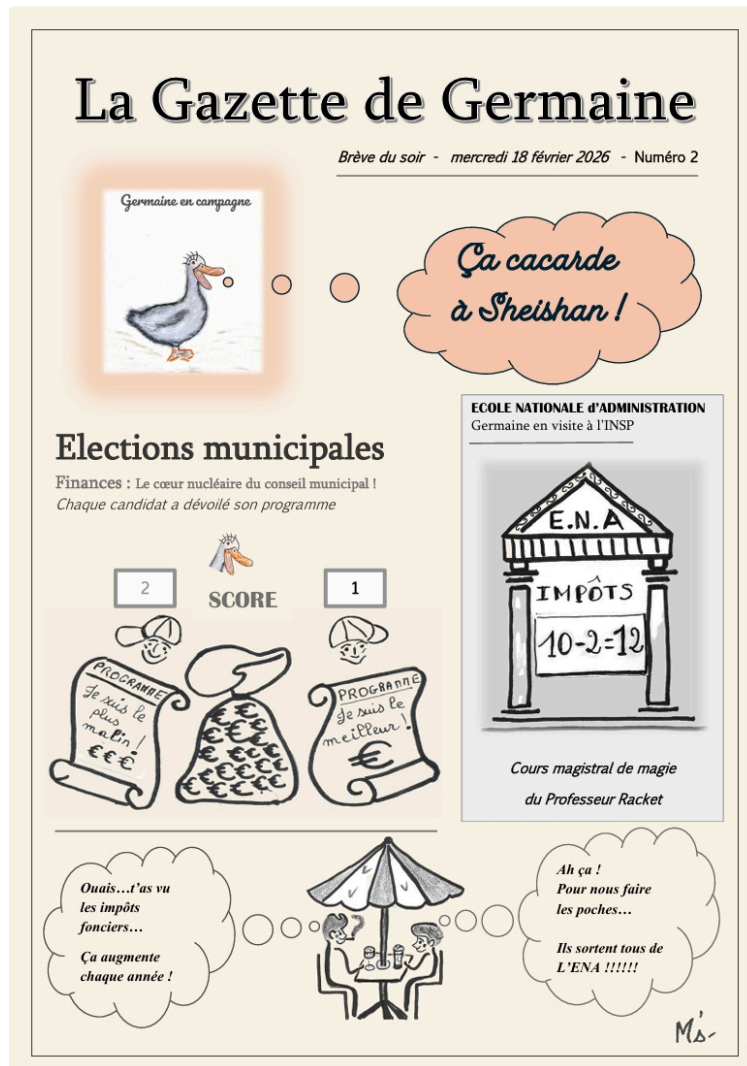 La Gazette de Germaine
Brève du soir - mercredi 18 février 2026 - Numéro 2
Germaine en campagne
Ça cacarde
à Sheishan !
Elections municipales
Finances : Le cœur nucléaire du conseil municipal !
Chaque candidat a dévoilé son programme
2
SCORE
1
PROGRAMME
Je suis le
plus
malin !
€€€
€€€€€€€€€€€€€€€€€€€€€€€€
PROGRAMME
Je suis le
meilleur !
€
ECOLE NATIONALE d'ADMINISTRATION
Germaine en visite à l'INSP
E.N.A
IMPÔTS
10-2=12
Cours magistral de magie
du Professeur Racket
Ouais…t'as vu
les impôts
fonciers…
Ça augmente
chaque année !
Ah ça !
Pour nous faire
les poches…
Ils sortent tous de
L'ENA !!!!!!
M's-